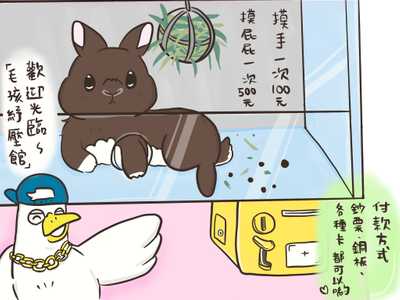 摸手一次100元
摸屁屁一次500元
歡迎光臨~
「毛孩紓壓館」
付款方式
鈔票、銅板、
各種卡都可以喲♡